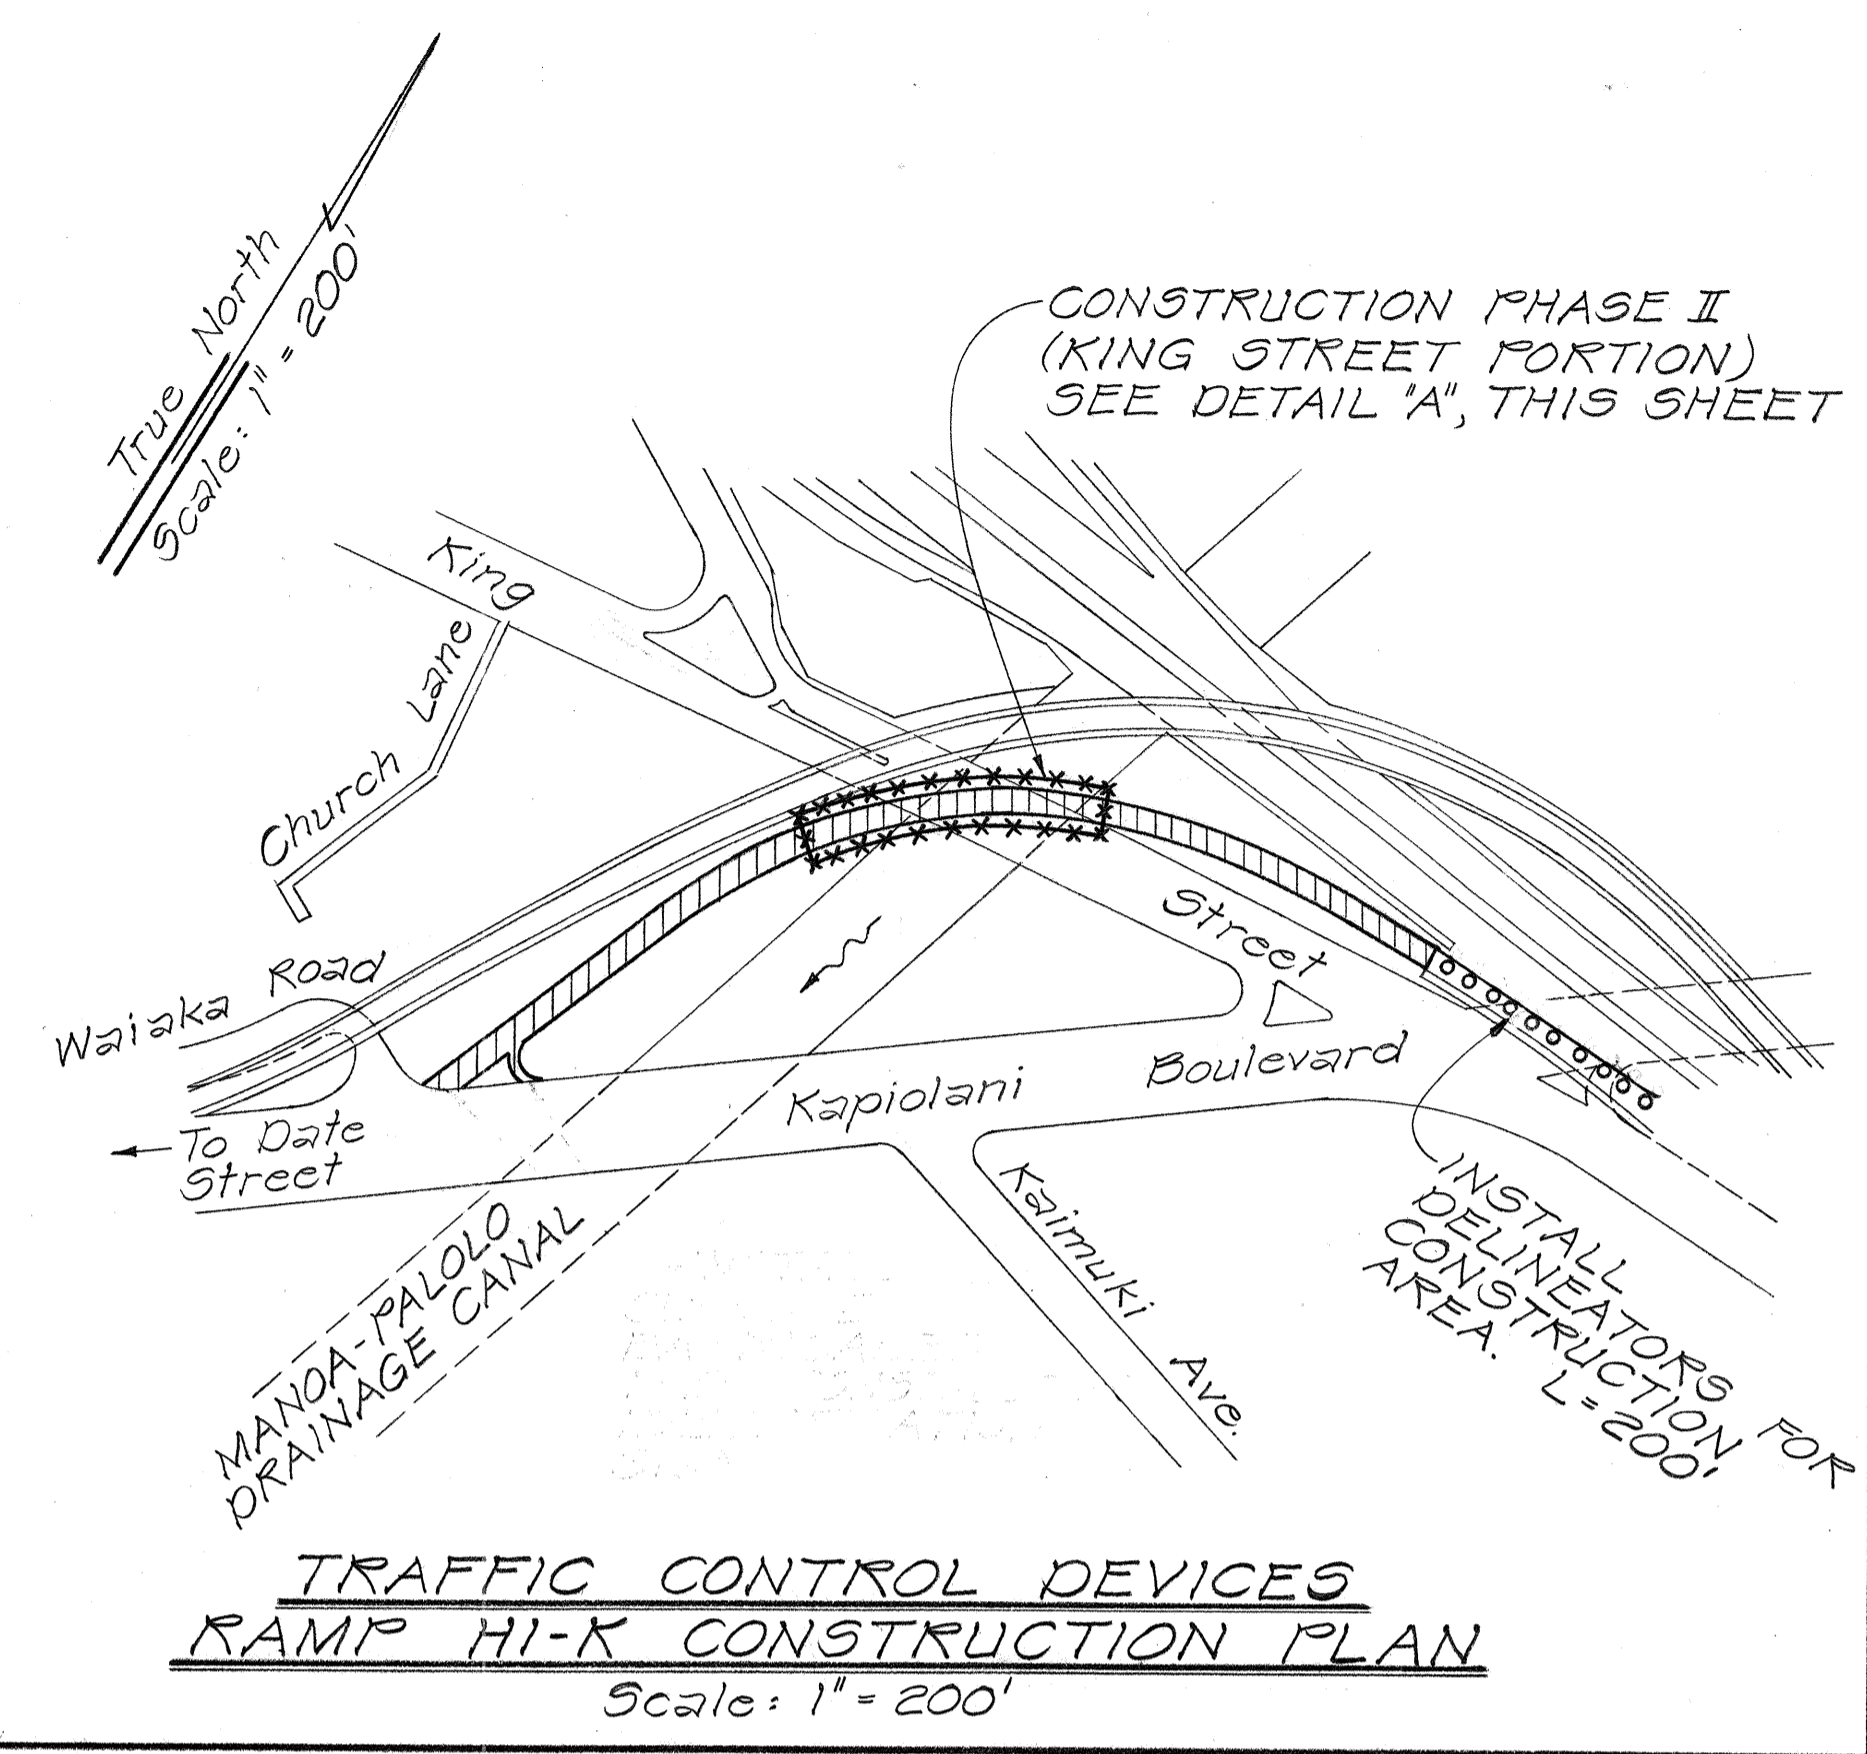 True North
Scale: 1" = 200'
CONSTRUCTION PHASE II
(KING STREET PORTION)
SEE DETAIL "A", THIS SHEET
King
Church Lane
Street
Waiaka Road
Boulevard
Kapiolani
To Date
Street
Kaimuki Ave.
INSTALL
DELINEATORS FOR
CONSTRUCTION
AREA. L=200'
MANOA-PALOLO
DRAINAGE CANAL
TRAFFIC CONTROL DEVICES
RAMP HI-K CONSTRUCTION PLAN
Scale: 1" = 200'